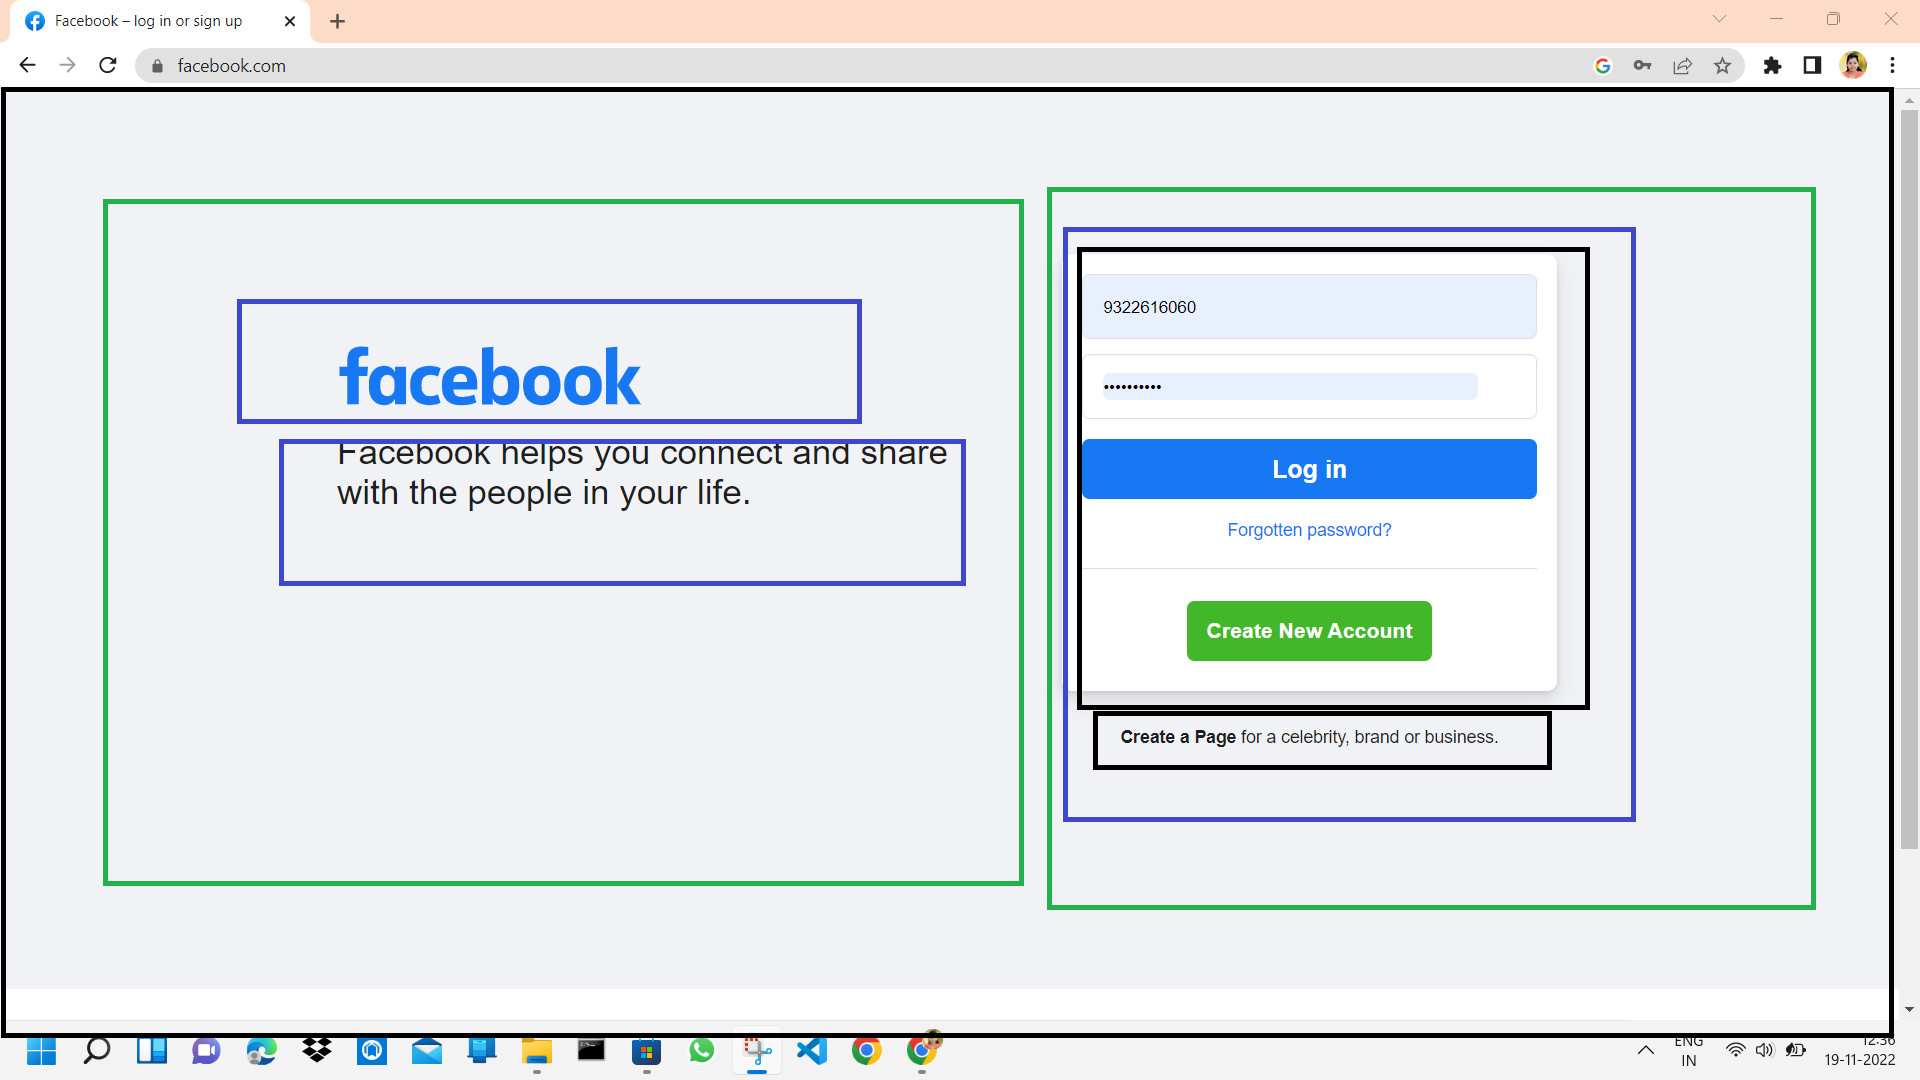 Facebook – log in or sign up
facebook.com
facebook
Facebook helps you connect and share
with the people in your life.
9322616060
••••••••••
Log in
Forgotten password?
Create New Account
Create a Page for a celebrity, brand or business.
ENG
IN
12:36
19-11-2022